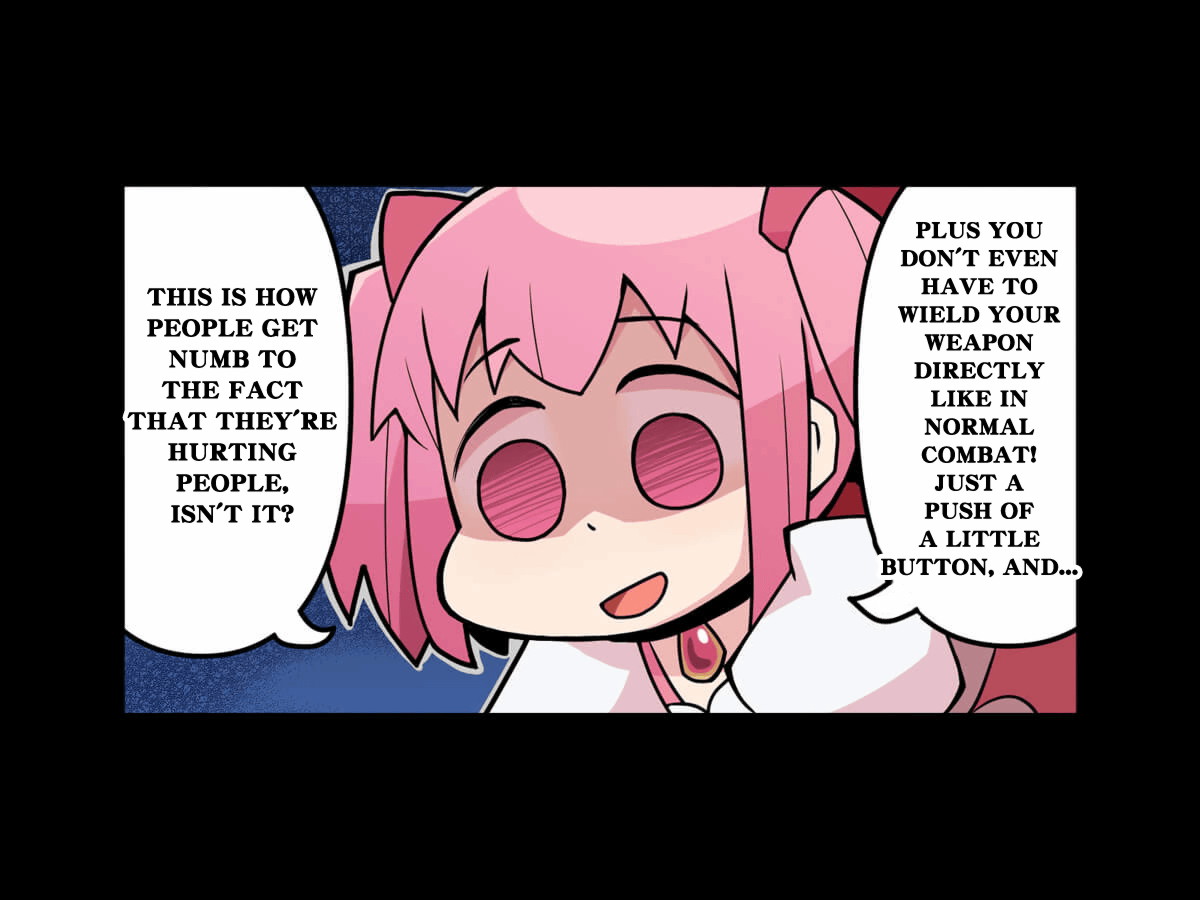 PLUS YOU
DON'T EVEN
HAVE TO
WIELD YOUR
WEAPON
DIRECTLY
LIKE IN
NORMAL
COMBAT!
JUST A
PUSH OF
A LITTLE
BUTTON, AND...
THIS IS HOW
PEOPLE GET
NUMB TO
THE FACT
THAT THEY'RE
HURTING
PEOPLE,
ISN'T IT?